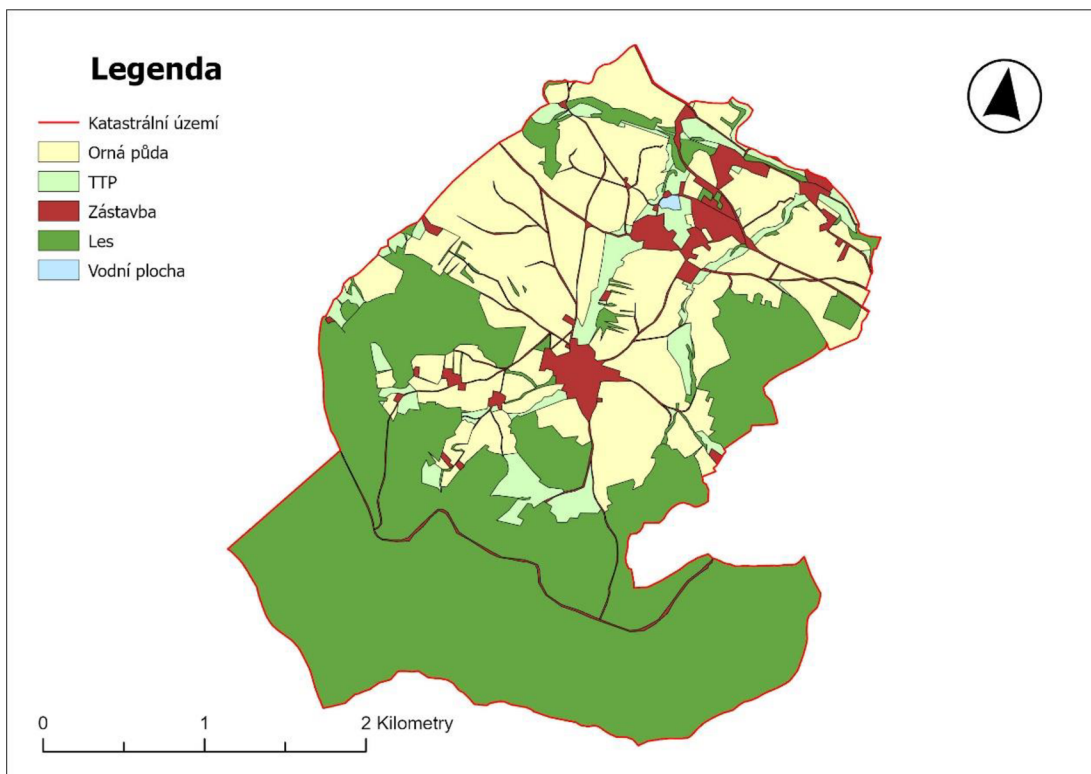 Legenda
Katastrální území
Orná půda
TTP
Zástavba
Les
Vodní plocha
0 1 2 Kilometry